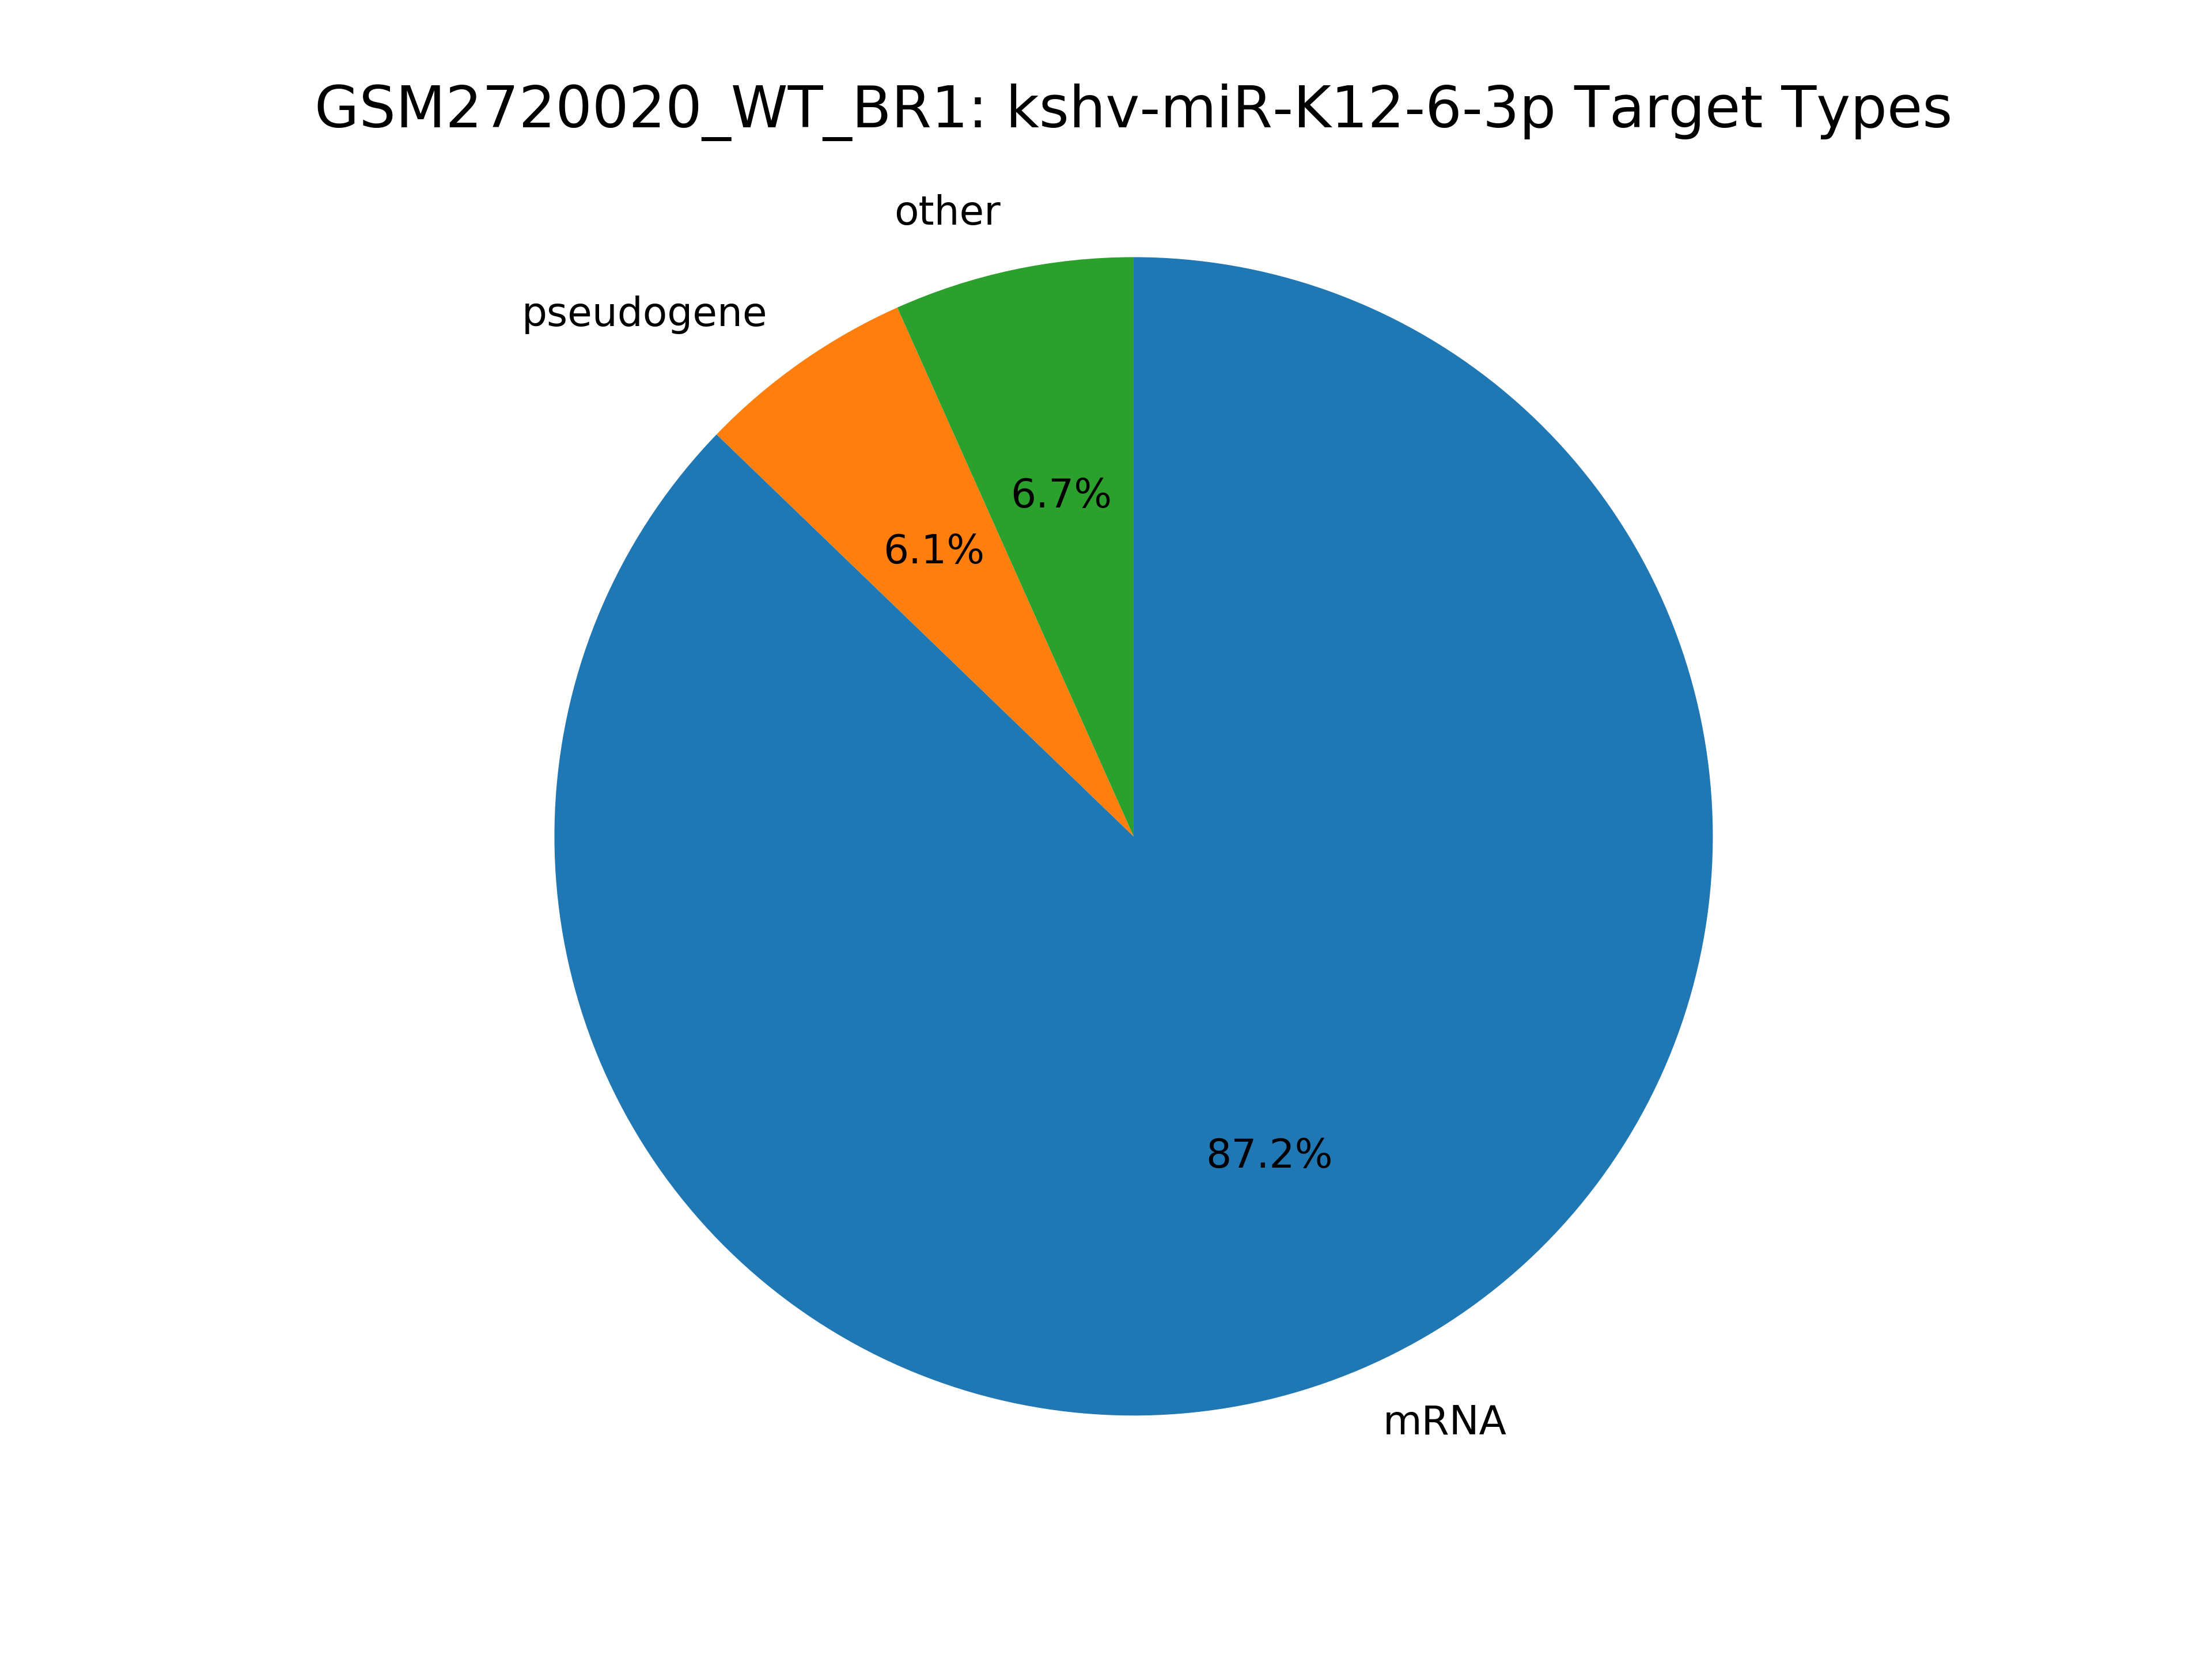 GSM2720020_WT_BR1: kshv-miR-K12-6-3p Target Types
other
pseudogene
6.7%
6.1%
87.2%
mRNA